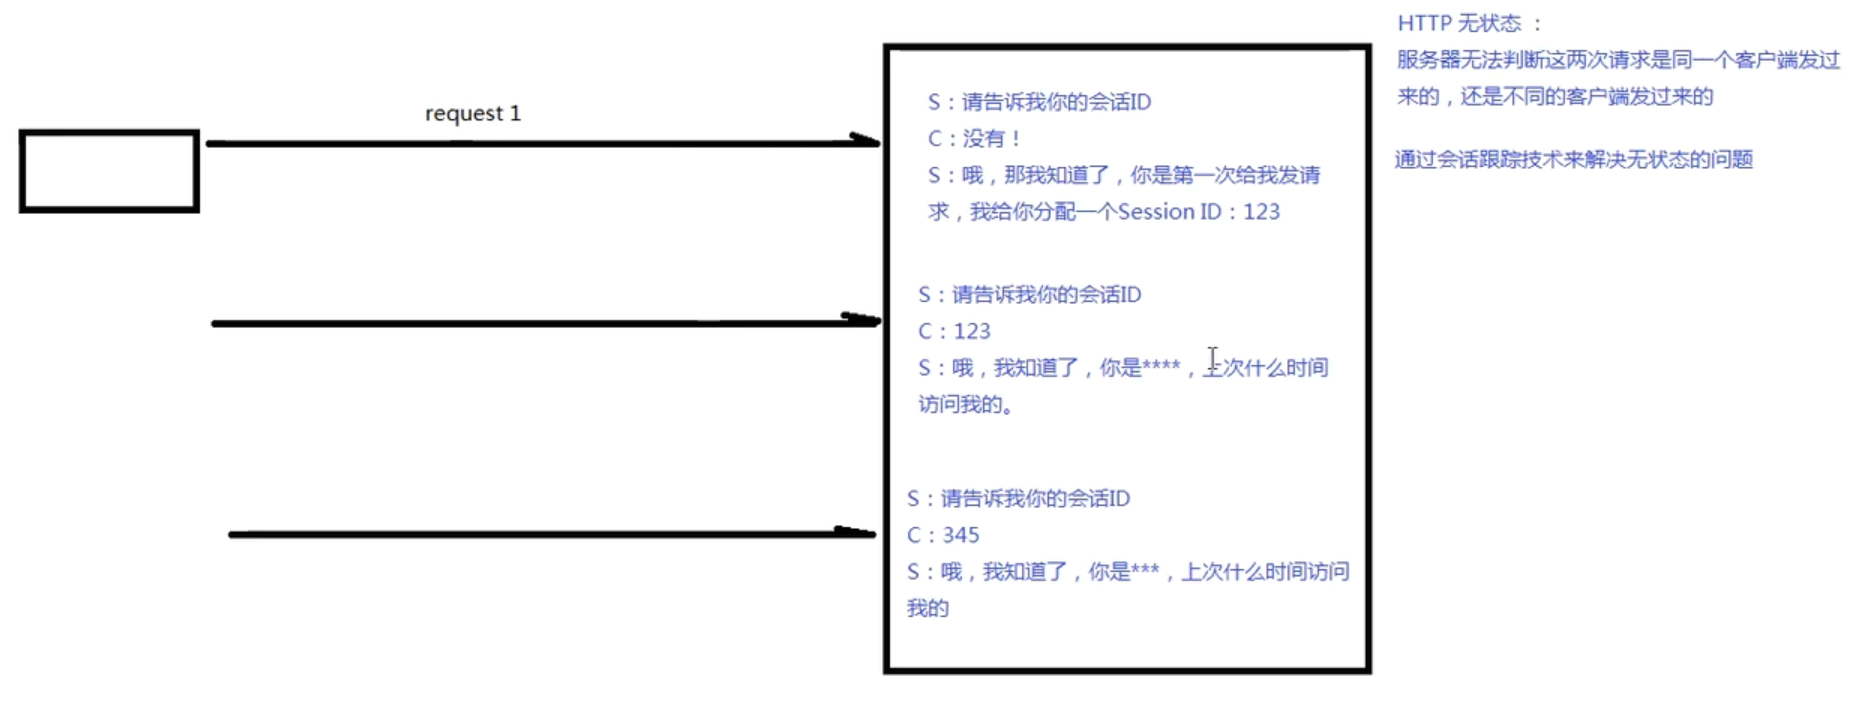 request 1
S：请告诉我你的会话ID
C：没有！
S：哦，那我知道了，你是第一次给我发请
求，我给你分配一个Session ID：123
S：请告诉我你的会话ID
C：123
S：哦，我知道了，你是****，上次什么时间
访问我的。
S：请告诉我你的会话ID
C：345
S：哦，我知道了，你是***，上次什么时间访问
我的
HTTP 无状态 ：
服务器无法判断这两次请求是同一个客户端发过
来的，还是不同的客户端发过来的
通过会话跟踪技术来解决无状态的问题